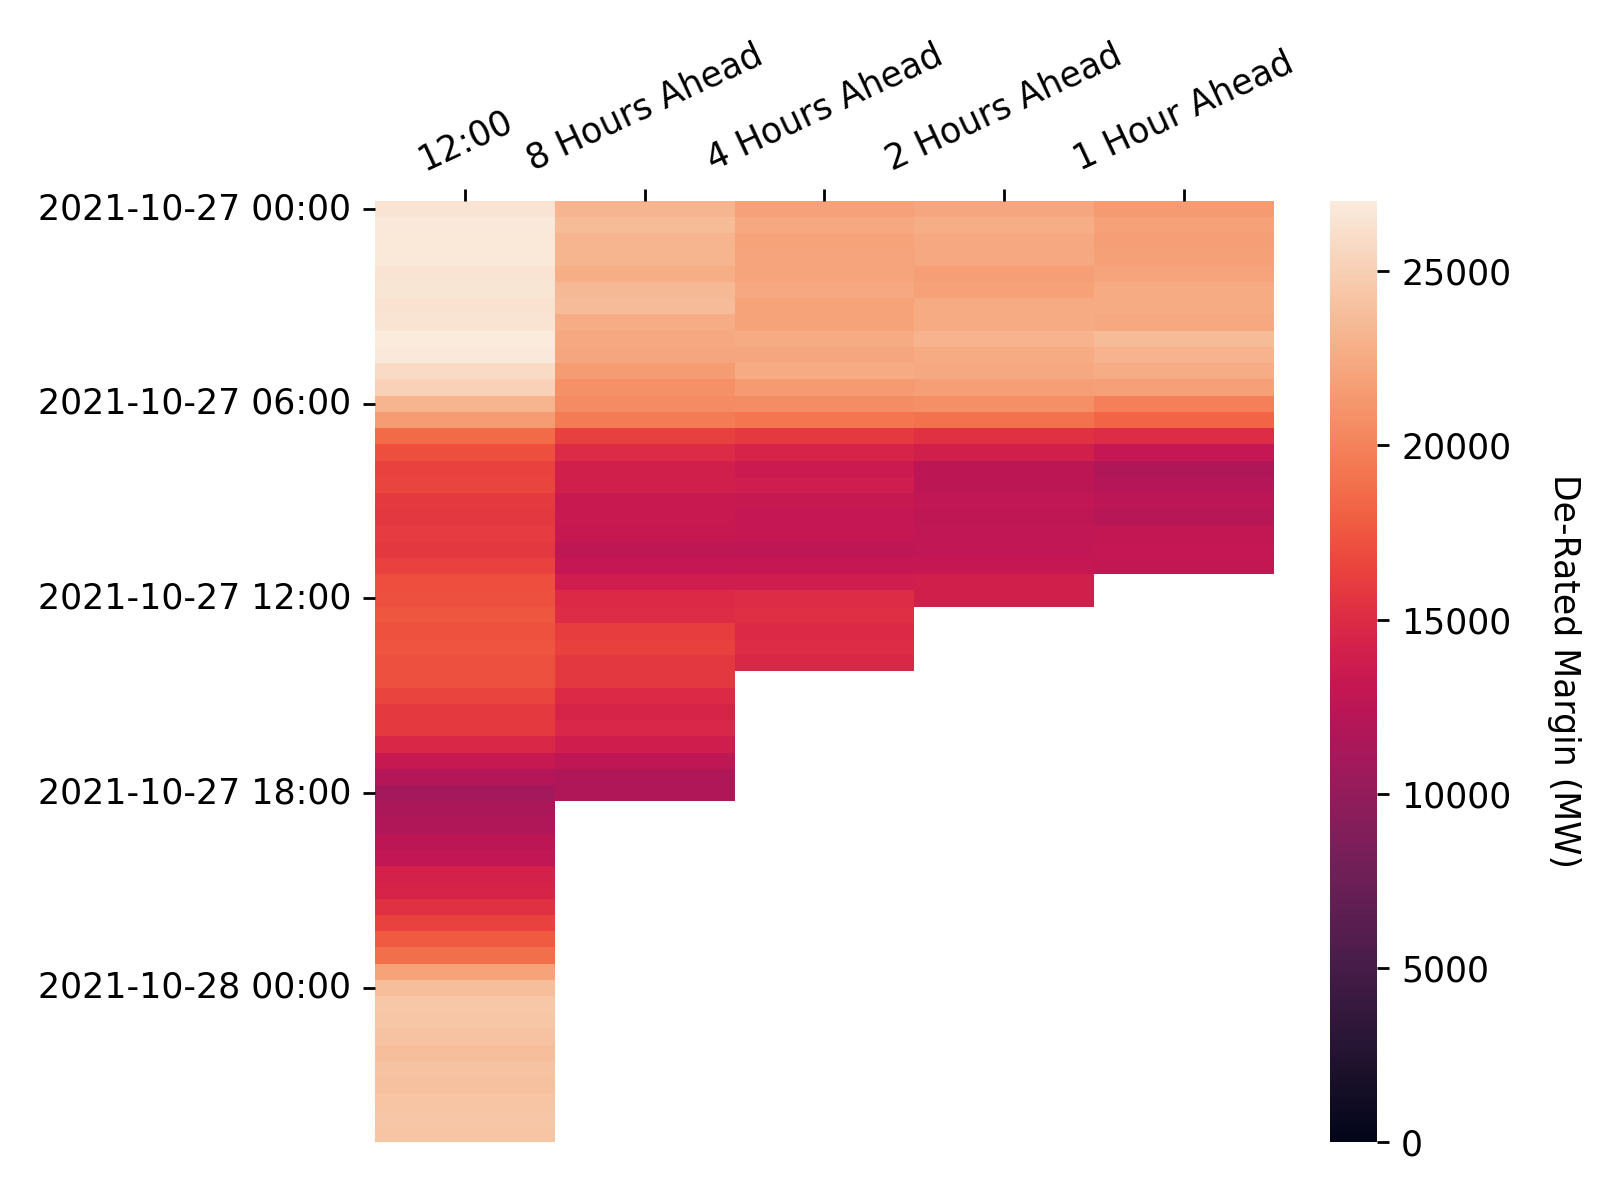 12:00
8 Hours Ahead
4 Hours Ahead
2 Hours Ahead
1 Hour Ahead
2021-10-27 00:00
2021-10-27 06:00
2021-10-27 12:00
2021-10-27 18:00
2021-10-28 00:00
25000
20000
15000
10000
5000
0
De-Rated Margin (MW)